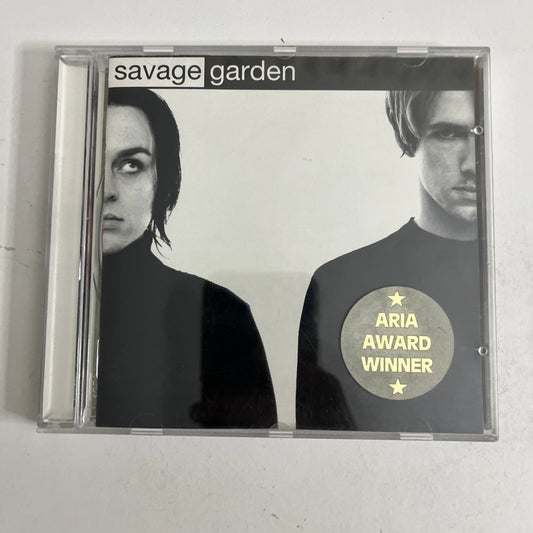 savage garden
★
ARIA
AWARD
WINNER
★